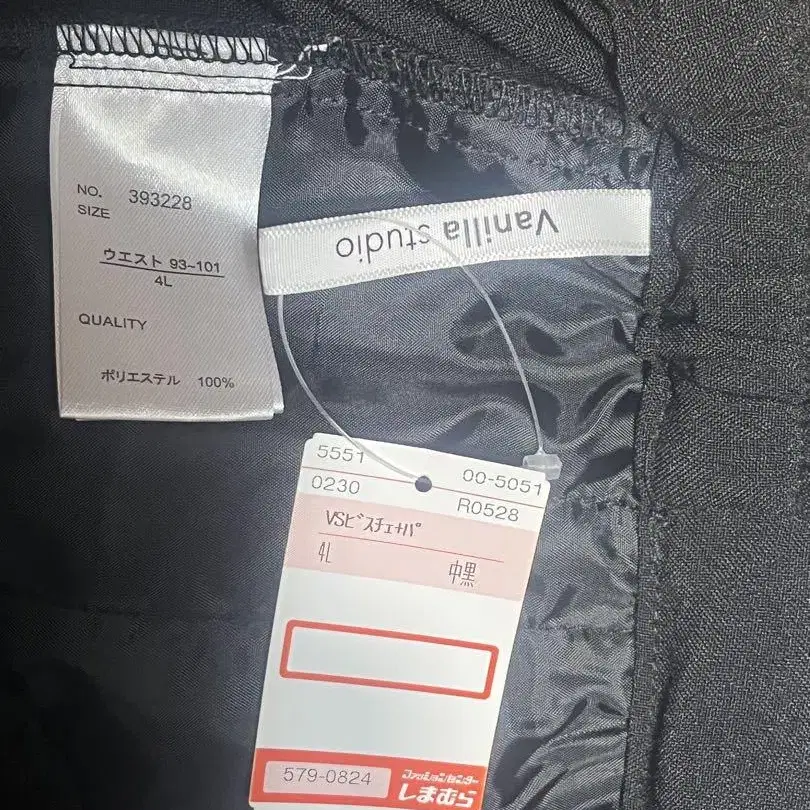 NO. 393228
SIZE
ウエスト 93~101
4L
QUALITY
ポリエステル 100%
Vanilla studio
5551 00-5051
0230 R0528
VSビスチェ+パ
4L 中黒
579-0824
ファッションセンター
しまむら